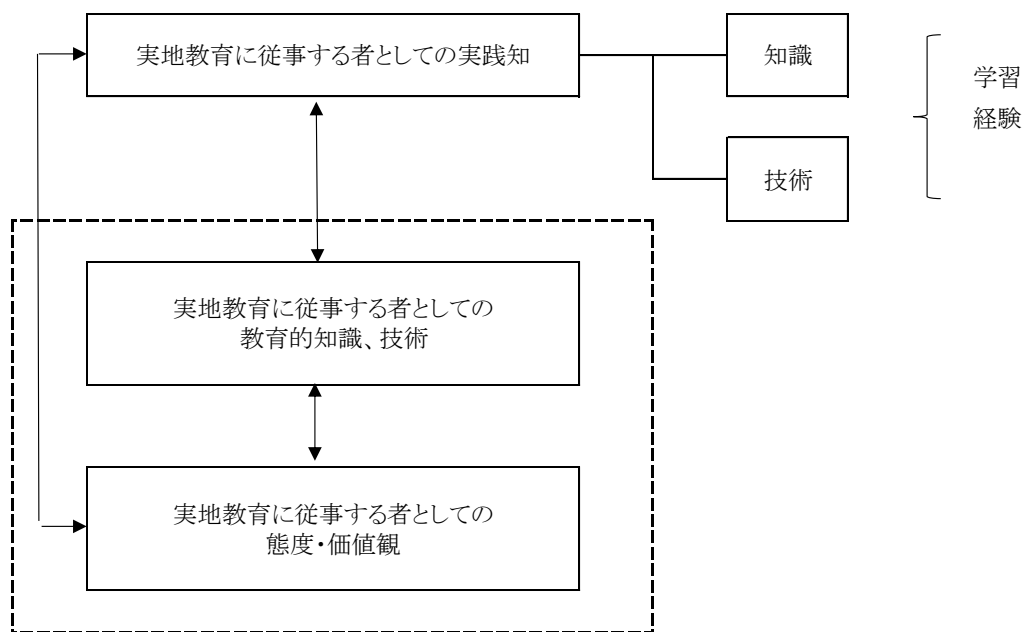 実地教育に従事する者としての実践知
知識
学習
経験
技術
実地教育に従事する者としての
教育的知識、技術
実地教育に従事する者としての
態度・価値観